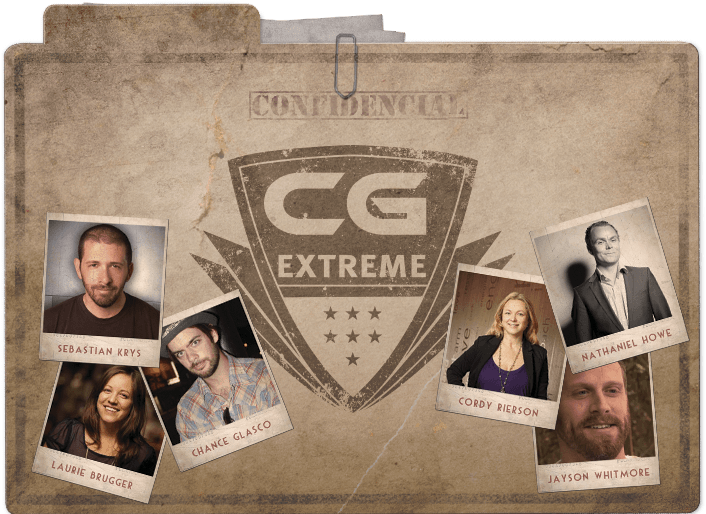 CONFIDENCIAL
CG
EXTREME
SEBASTIAN KRYS
NATHANIEL HOWE
CORDY RIERSON
CHANCE GLASCO
LAURIE BRUGGER
JAYSON WHITMORE